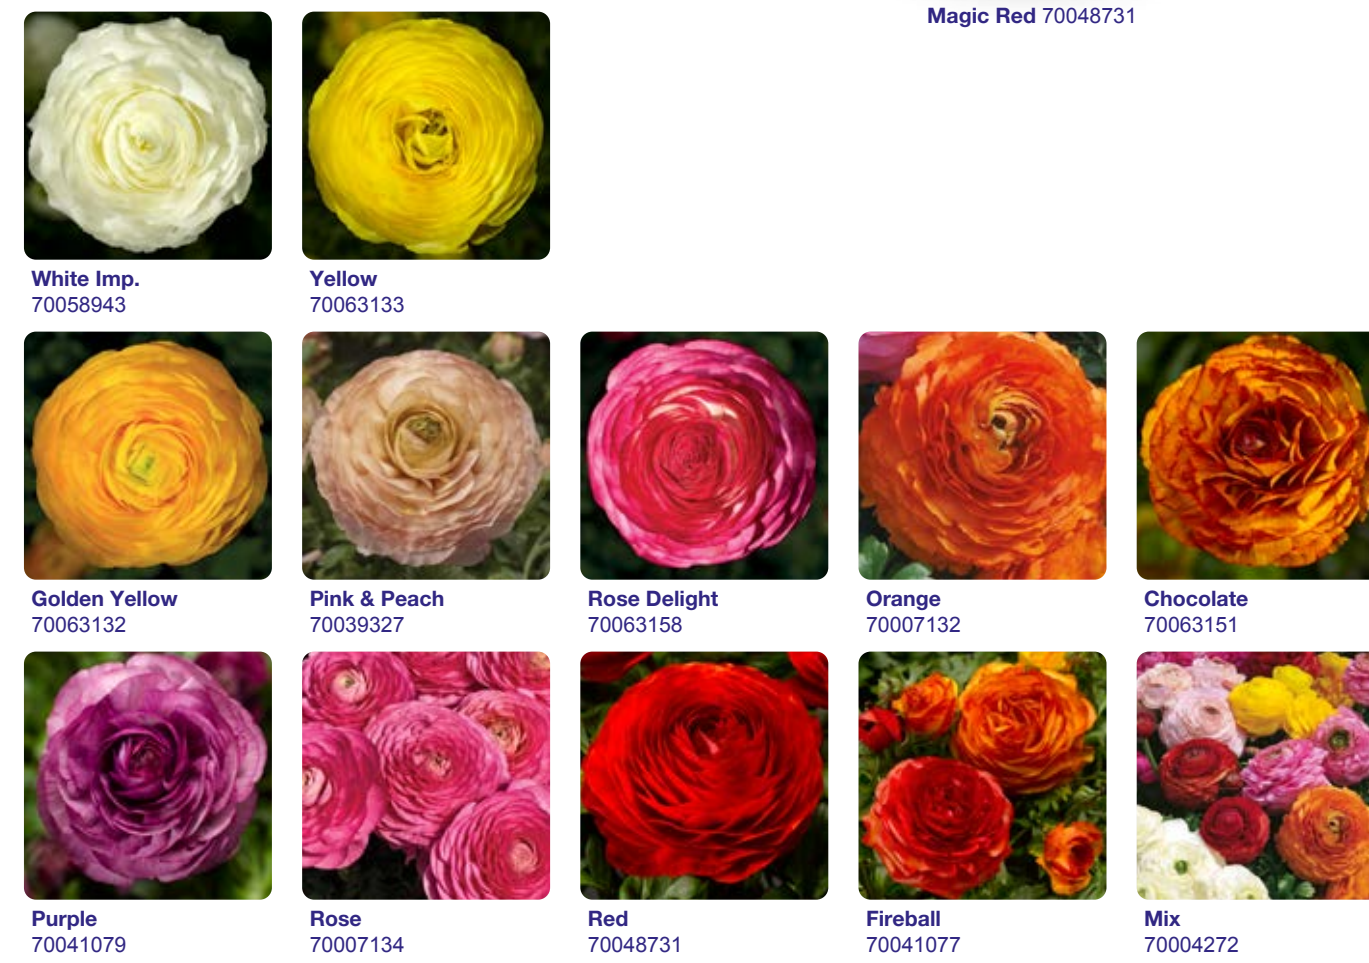 Magic Red 70048731
White Imp.
70058943
Yellow
70063133
Golden Yellow
70063132
Pink & Peach
70039327
Rose Delight
70063158
Orange
70007132
Chocolate
70063151
Purple
70041079
Rose
70007134
Red
70048731
Fireball
70041077
Mix
70004272